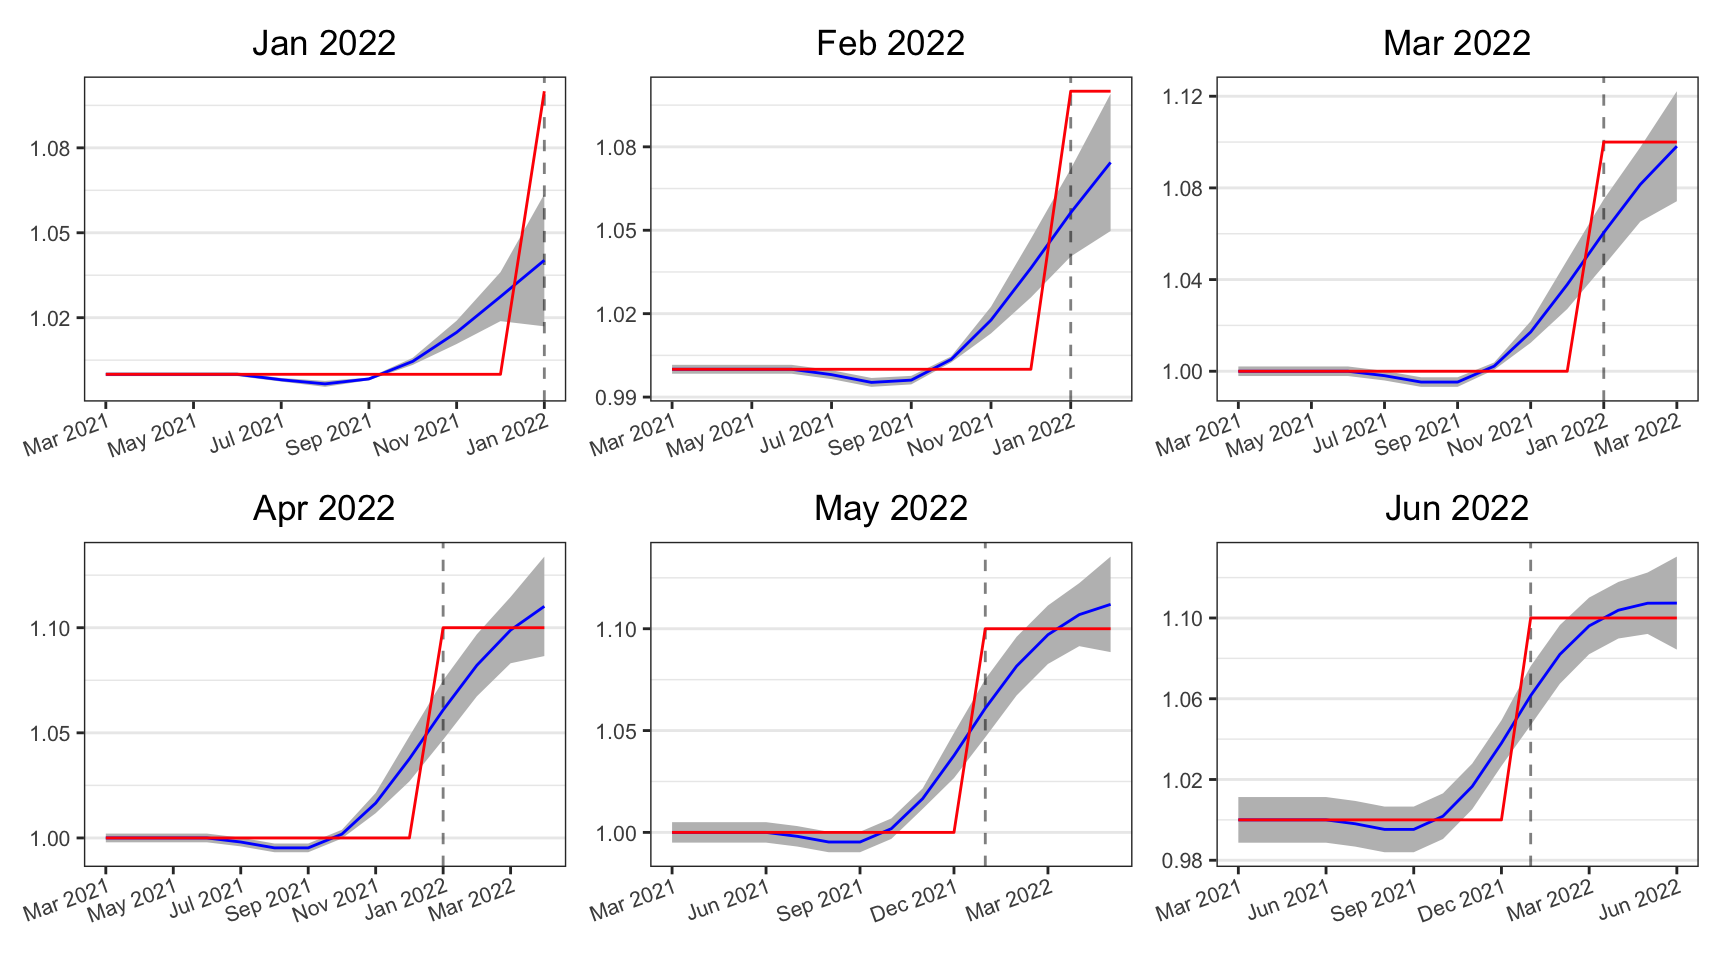 Jan 2022
1.08
1.05
1.02
Mar 2021 May 2021 Jul 2021 Sep 2021 Nov 2021 Jan 2022
Feb 2022
1.08
1.05
1.02
0.99
Mar 2021 May 2021 Jul 2021 Sep 2021 Nov 2021 Jan 2022
Mar 2022
1.12
1.08
1.04
1.00
Mar 2021 May 2021 Jul 2021 Sep 2021 Nov 2021 Jan 2022 Mar 2022
Apr 2022
1.10
1.05
1.00
Mar 2021 May 2021 Jul 2021 Sep 2021 Nov 2021 Jan 2022 Mar 2022
May 2022
1.10
1.05
1.00
Mar 2021 Jun 2021 Sep 2021 Dec 2021 Mar 2022
Jun 2022
1.10
1.06
1.02
0.98
Mar 2021 Jun 2021 Sep 2021 Dec 2021 Mar 2022 Jun 2022